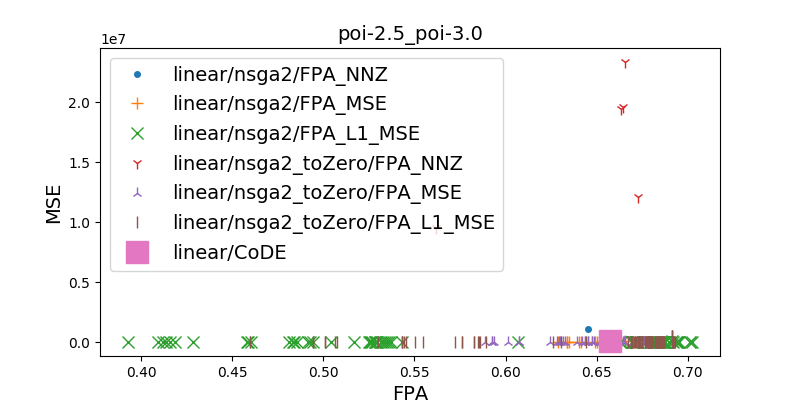 poi-2.5_poi-3.0
1e7
linear/nsga2/FPA_NNZ
linear/nsga2/FPA_MSE
linear/nsga2/FPA_L1_MSE
linear/nsga2_toZero/FPA_NNZ
linear/nsga2_toZero/FPA_MSE
linear/nsga2_toZero/FPA_L1_MSE
linear/CoDE
MSE
2.0
1.5
1.0
0.5
0.0
0.40 0.45 0.50 0.55 0.60 0.65 0.70
FPA